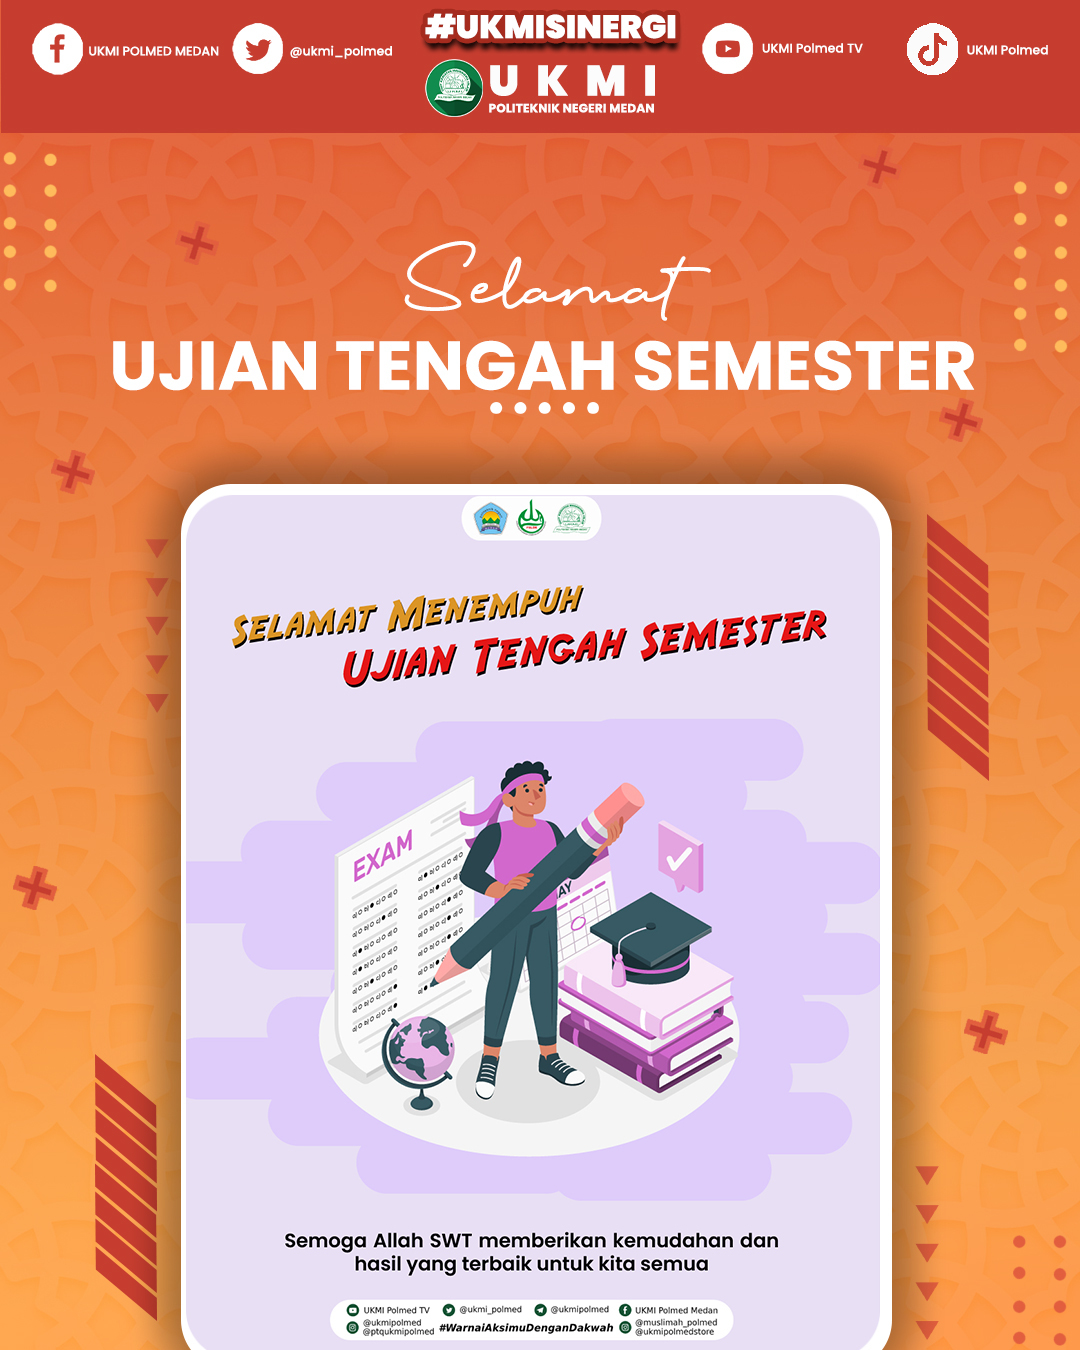 #UKMISINERGI
UKMI POLMED MEDAN
@ukmi_polmed
UKMI
POLITEKNIK NEGERI MEDAN
UKMI Polmed TV
UKMI Polmed
Selamat
UJIAN TENGAH SEMESTER
SELAMAT MENEMPUH
UJIAN TENGAH SEMESTER
EXAM
AY
Semoga Allah SWT memberikan kemudahan dan
hasil yang terbaik untuk kita semua
UKMI Polmed TV @ukmi_polmed @ukmipolmed UKMI Polmed Medan
@ukmipolmed
@ptqukmipolmed
#WarnaiAksimuDenganDakwah
@muslimah_polmed
@ukmipolmedstore